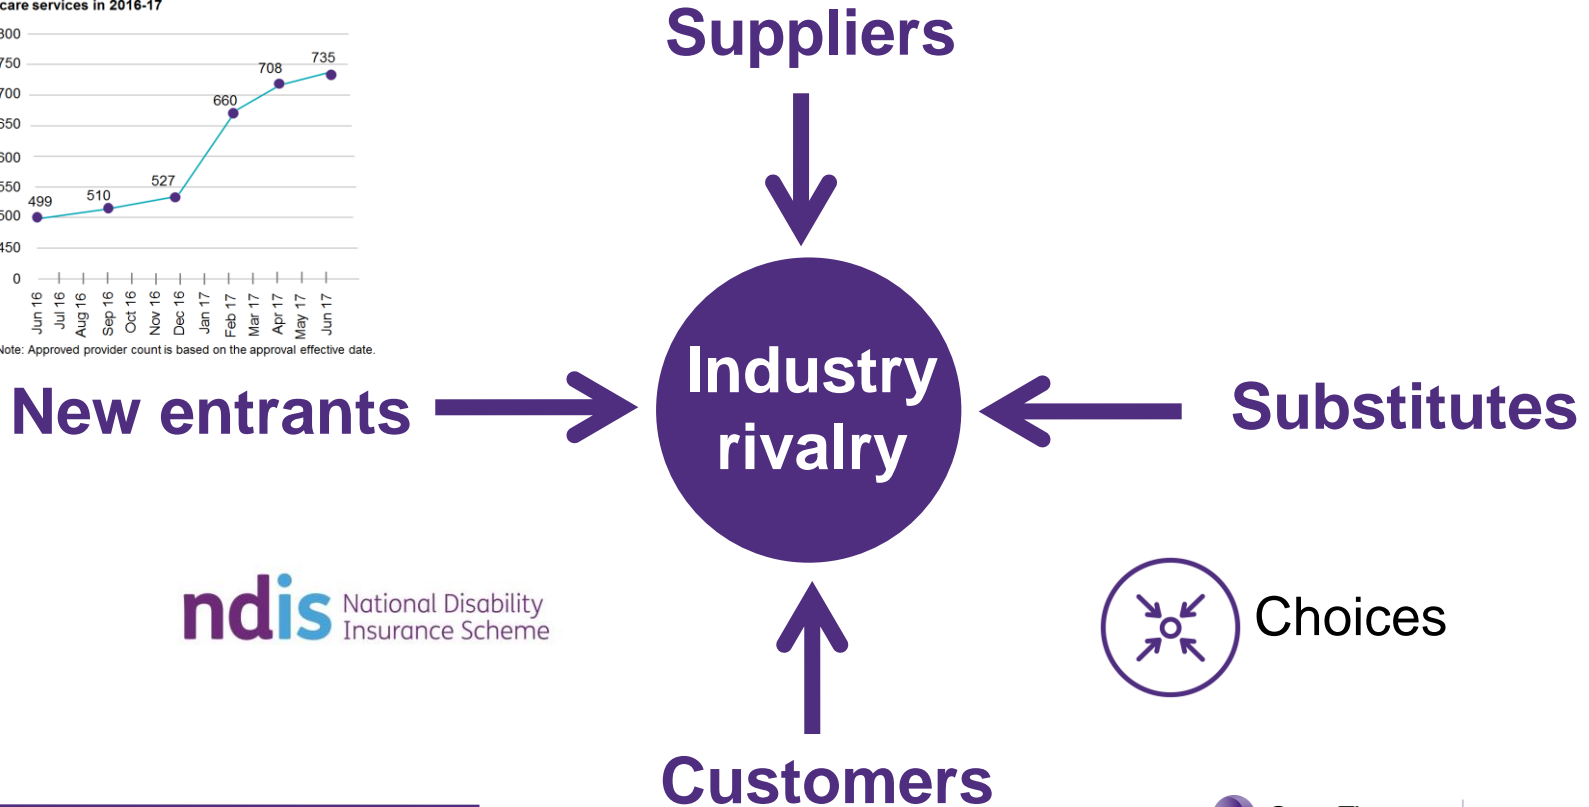 care services in 2016-17
Suppliers
800
750
700
650
600
550
500
450
0
499
510
527
660
708
735
Jun 16
Jul 16
Aug 16
Sep 16
Oct 16
Nov 16
Dec 16
Jan 17
Feb 17
Mar 17
Apr 17
May 17
Jun 17
Note: Approved provider count is based on the approval effective date.
New entrants
Industry
rivalry
Substitutes
ndis National Disability
Insurance Scheme
Choices
Customers